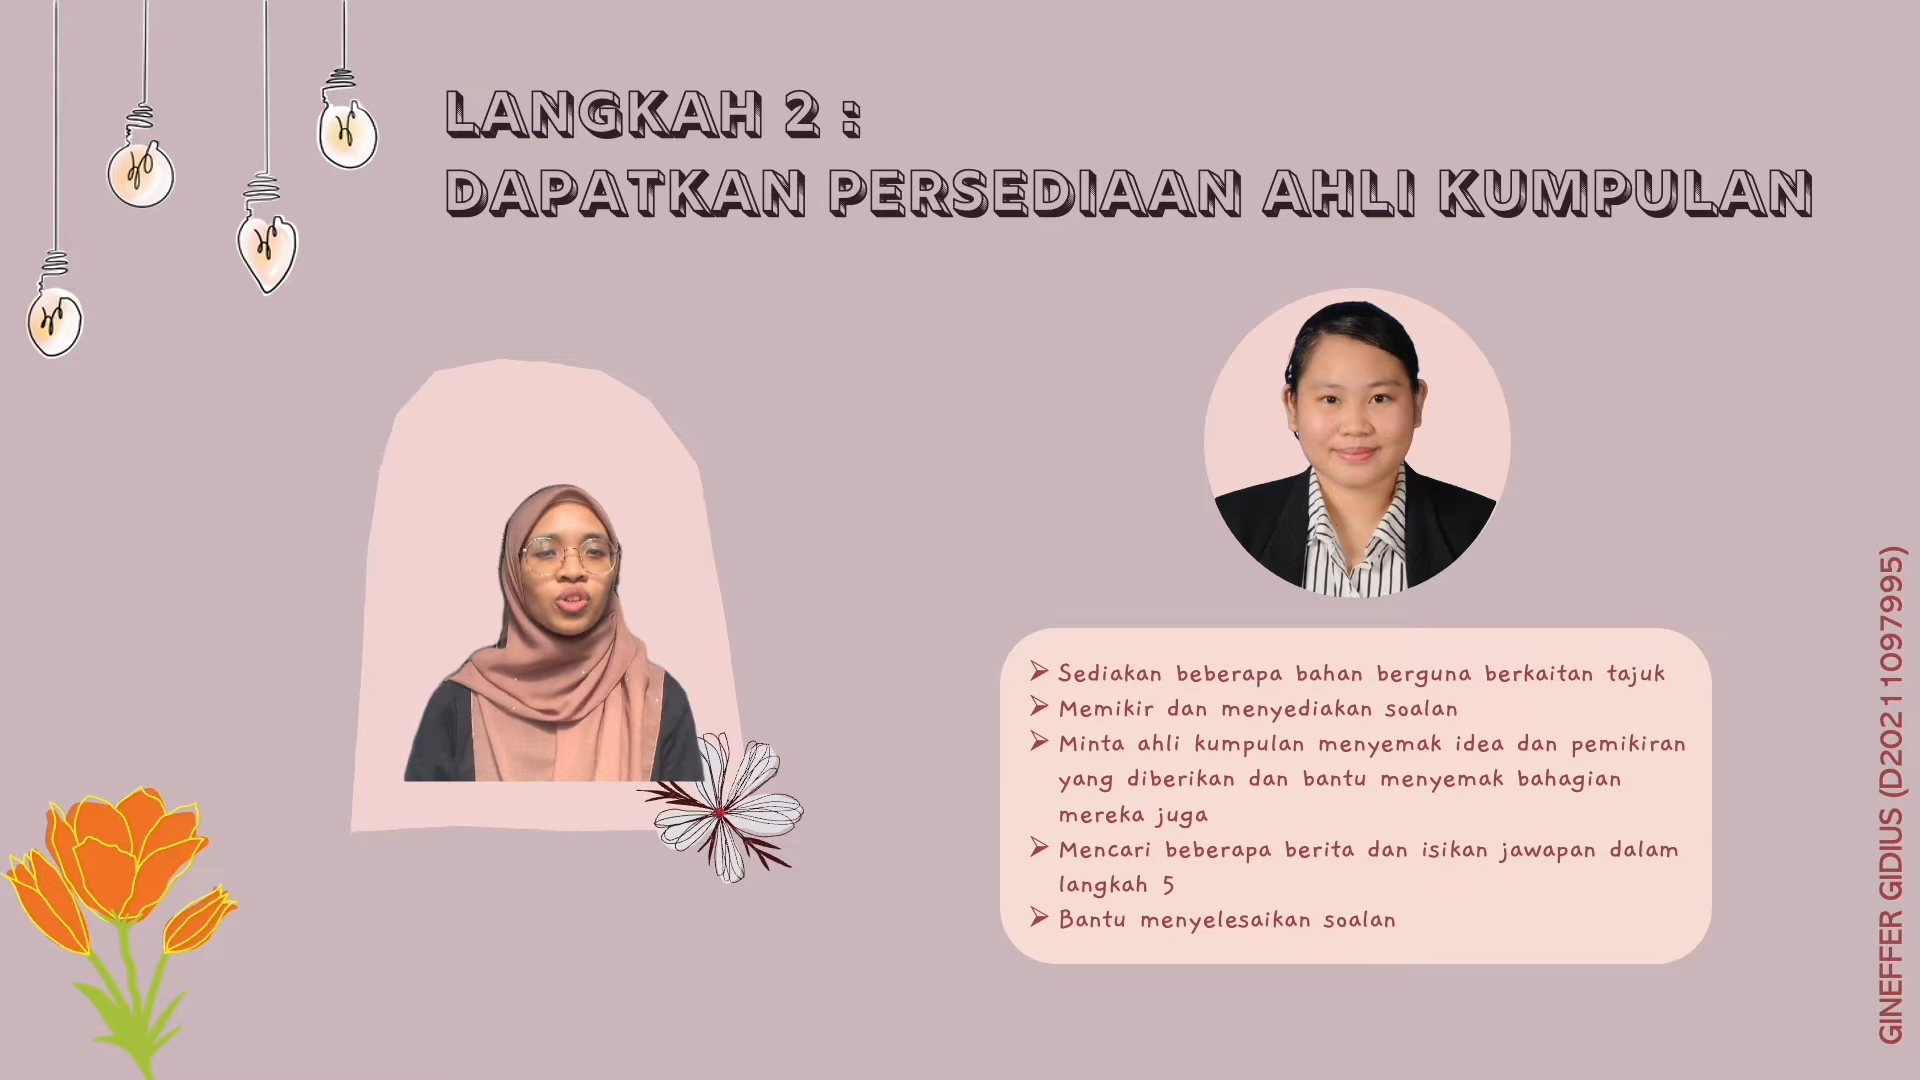 LANGKAH 2 :
DAPATKAN PERSEDIAAN AHLI KUMPULAN
Sediakan beberapa bahan berguna berkaitan tajuk
Memikir dan menyediakan soalan
Minta ahli kumpulan menyemak idea dan pemikiran
yang diberikan dan bantu menyemak bahagian
mereka juga
Mencari beberapa berita dan isikan jawapan dalam
langkah 5
Bantu menyelesaikan soalan
GINEFFER GIDIUS (D20211097995)